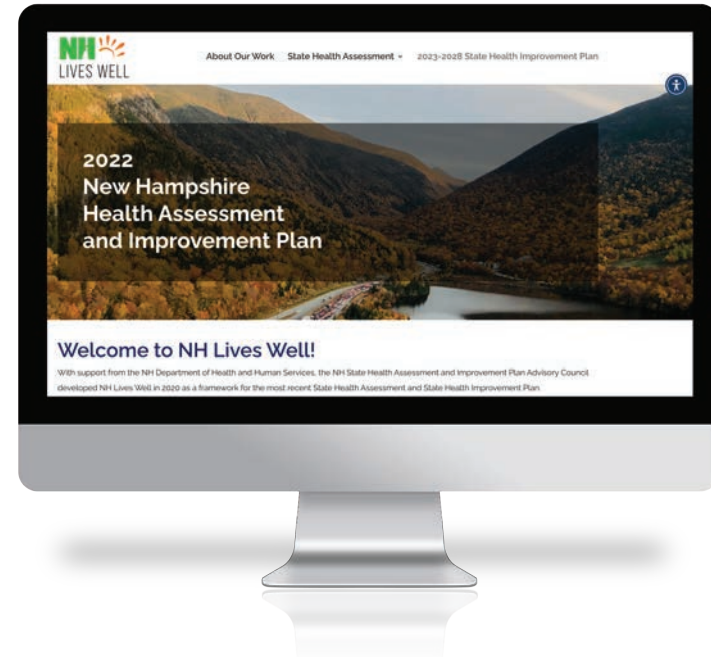 NH
LIVES WELL
About Our Work State Health Assessment 2023-2028 State Health Improvement Plan
2022
New Hampshire
Health Assessment
and Improvement Plan
Welcome to NH Lives Well!
With support from the NH Department of Health and Human Services, the NH State Health Assessment and Improvement Plan Advisory Council
developed NH Lives Well in 2020 as a framework for the most recent State Health Assessment and State Health Improvement Plan.